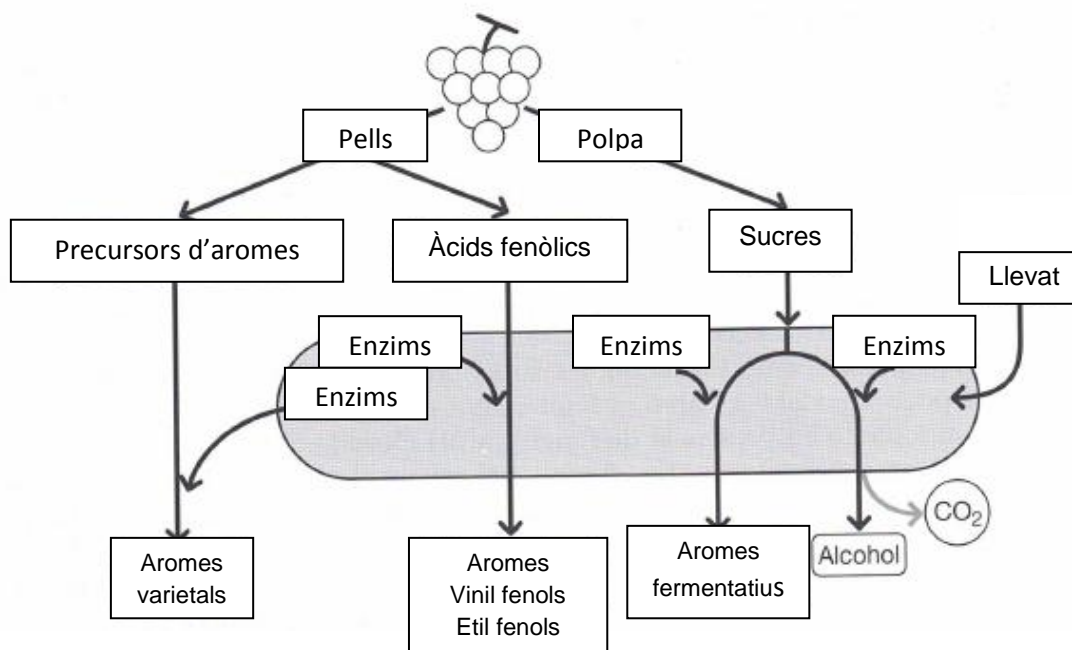 Pells
Polpa
Precursors d'aromes
Àcids fenòlics
Sucres
Llevat
Enzims
Enzims
Enzims
Enzims
Aromes
varietals
Aromes
Vinil fenols
Etil fenols
Aromes
fermentatius
Alcohol
CO₂